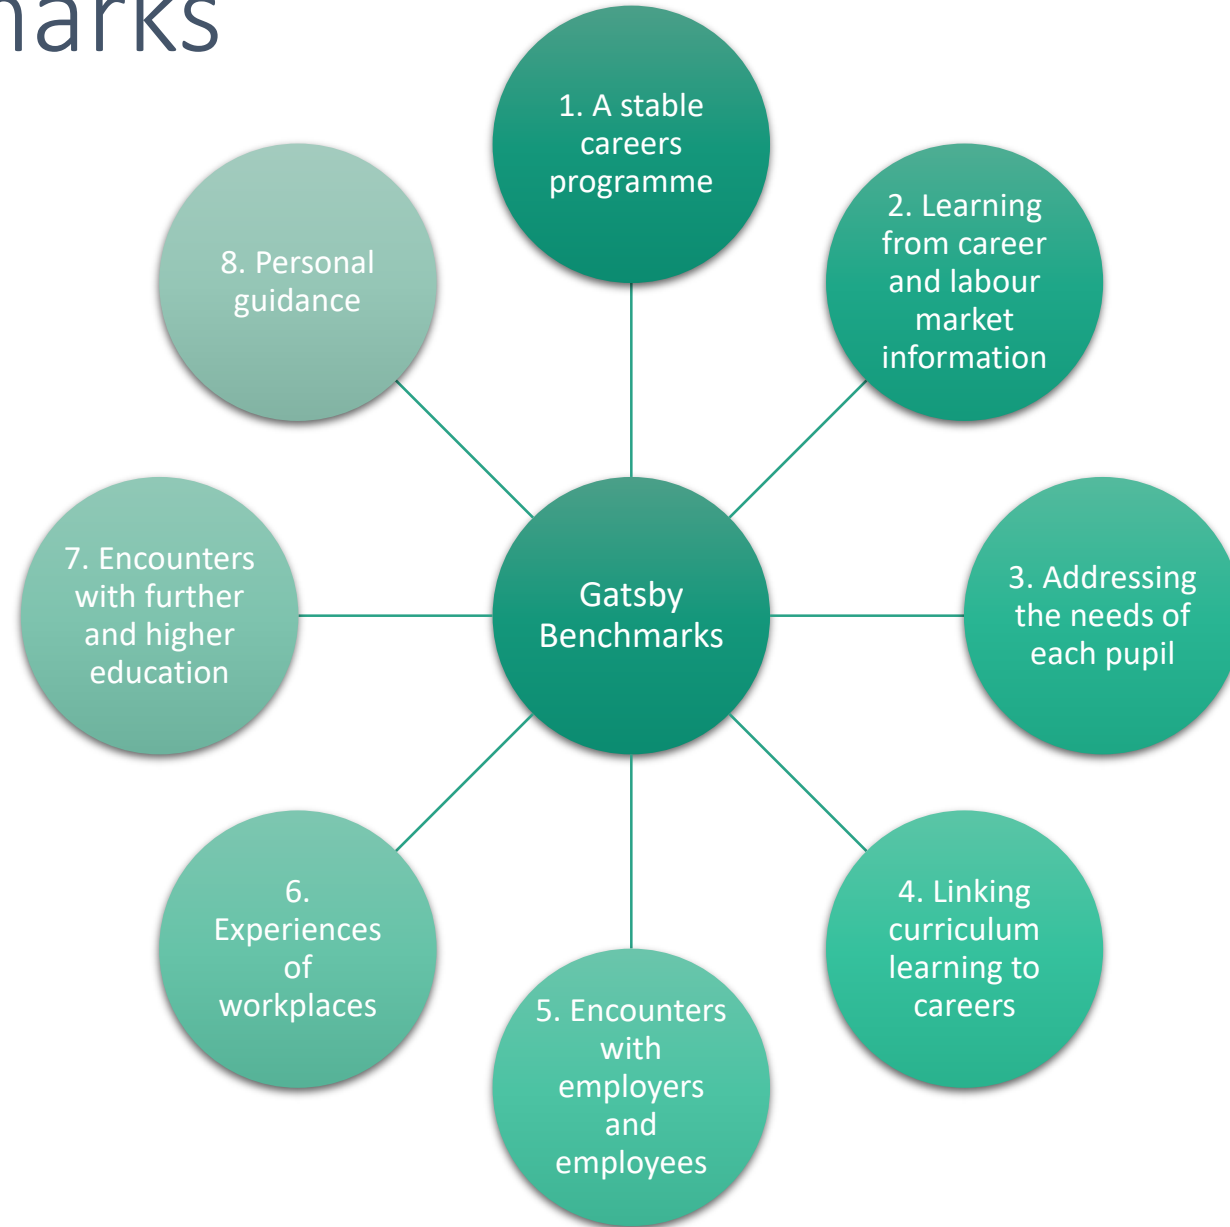 marks
1. A stable
careers
programme
2. Learning
from career
and labour
market
information
3. Addressing
the needs of
each pupil
4. Linking
curriculum
learning to
careers
5. Encounters
with
employers
and
employees
6.
Experiences
of
workplaces
7. Encounters
with further
and higher
education
8. Personal
guidance
Gatsby
Benchmarks